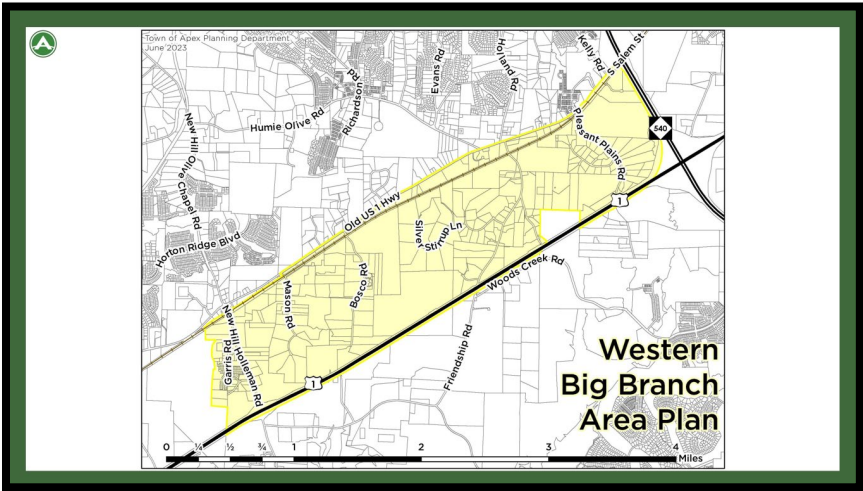 Town of Apex Planning Department
June 2023
Kelly Rd
S Salem St
Holland Rd
Evans Rd
Richardson Rd
Humie Olive Rd
Pleasant Plains Rd
540
New Hill Olive Chapel Rd
1
Old US 1 Hwy
Silver Stirrup Ln
Horton Ridge Blvd
Woods Creek Rd
Bosco Rd
Mason Rd
New Hill Holleman Rd
Garris Rd
Friendship Rd
1
Western
Big Branch
Area Plan
0 ¼ ½ ¾ 1 2 3 4
Miles